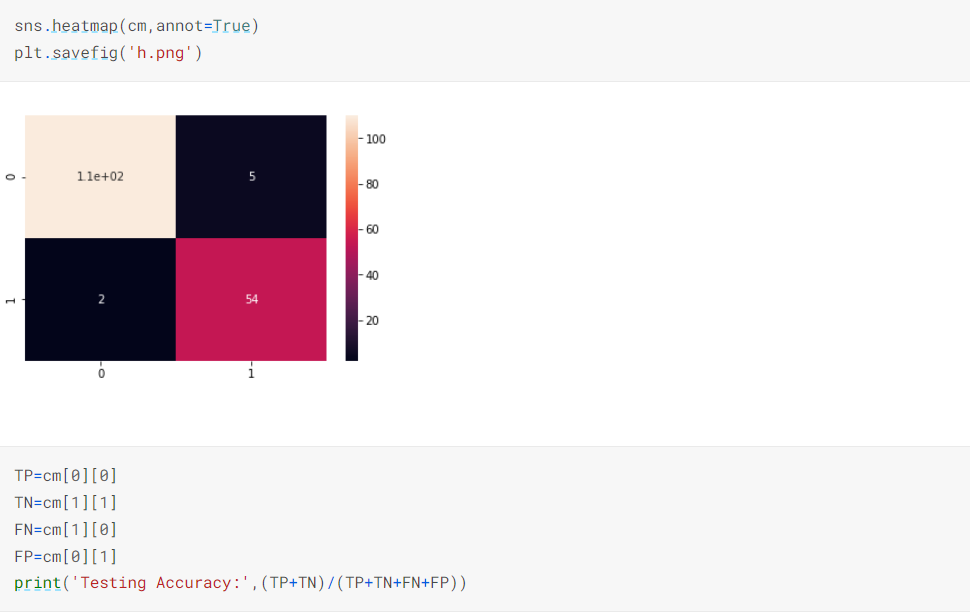 sns.heatmap(cm,annot=True)
plt.savefig('h.png')
100
0
1.1e+02
5
80
60
40
1
2
54
20
0
1
TP=cm[0][0]
TN=cm[1][1]
FN=cm[1][0]
FP=cm[0][1]
print('Testing Accuracy:',(TP+TN)/(TP+TN+FN+FP))